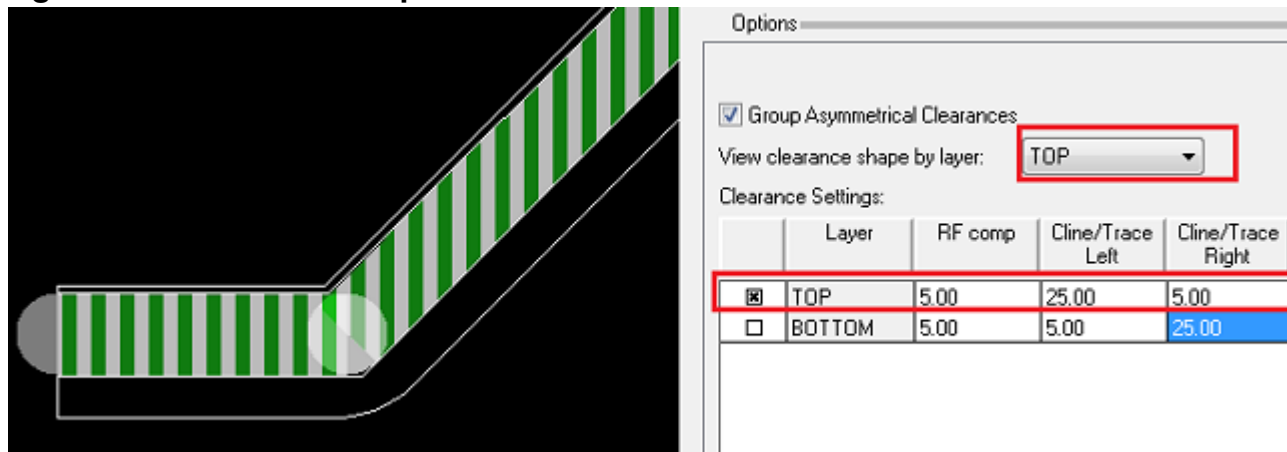 Options
Group Asymmetrical Clearances
View clearance shape by layer: TOP
Clearance Settings:
Layer RF comp Cline/Trace Left Cline/Trace Right
TOP 5.00 25.00 5.00
BOTTOM 5.00 5.00 25.00